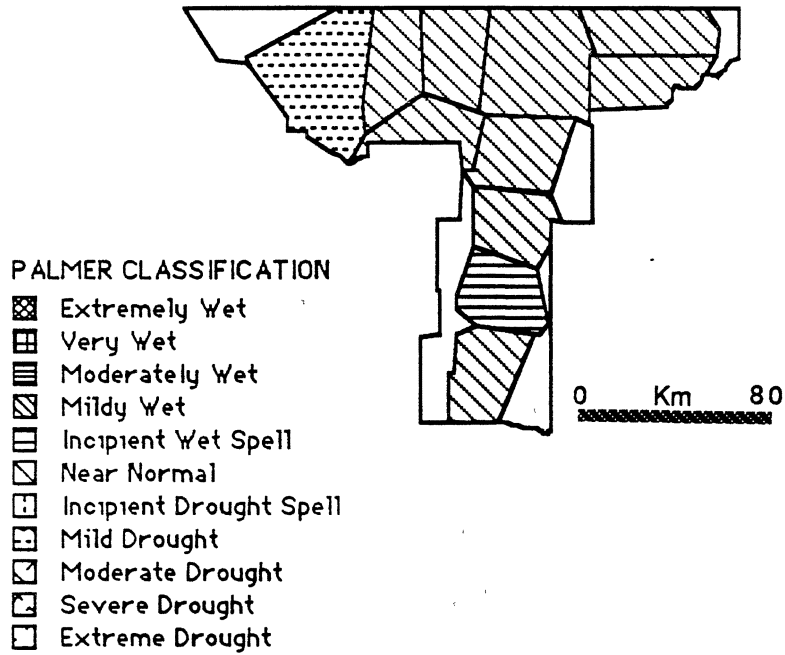 PALMER CLASSIFICATION
Extremely Wet
Very Wet
Moderately Wet
Mildy Wet
Incipient Wet Spell
Near Normal
Incipient Drought Spell
Mild Drought
Moderate Drought
Severe Drought
Extreme Drought
0 Km 80